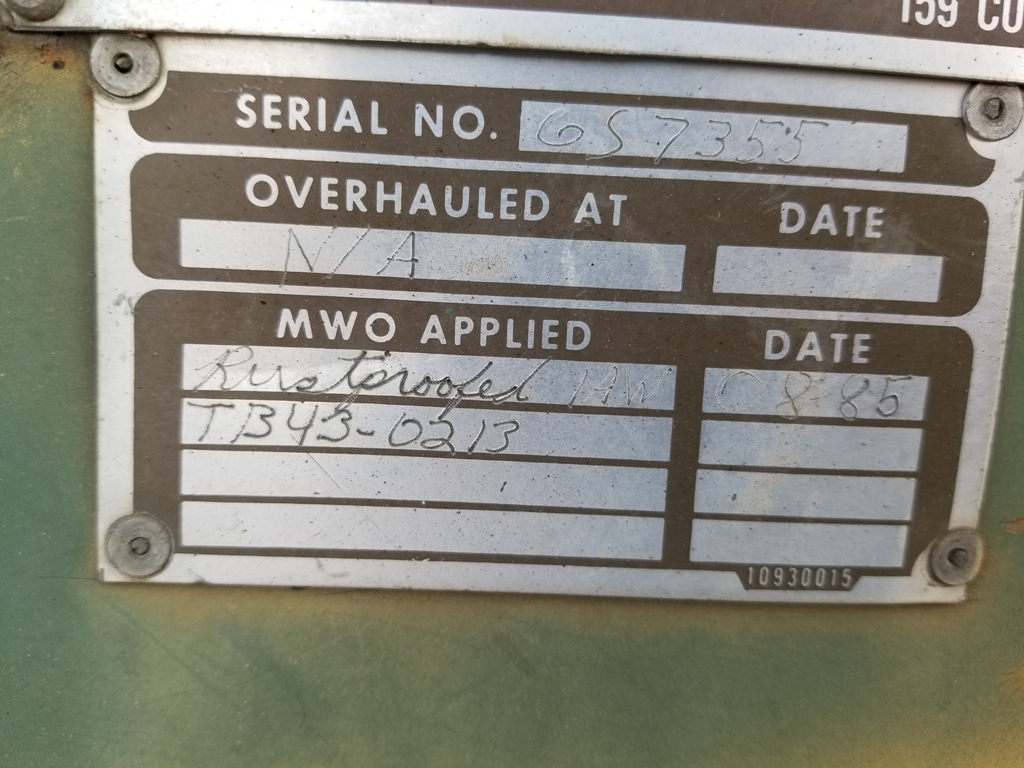 159 CU
SERIAL NO. GS7355
OVERHAULED AT DATE
N/A
MWO APPLIED DATE
Rustproofed IAW 8-85
TB43-0213
10930015